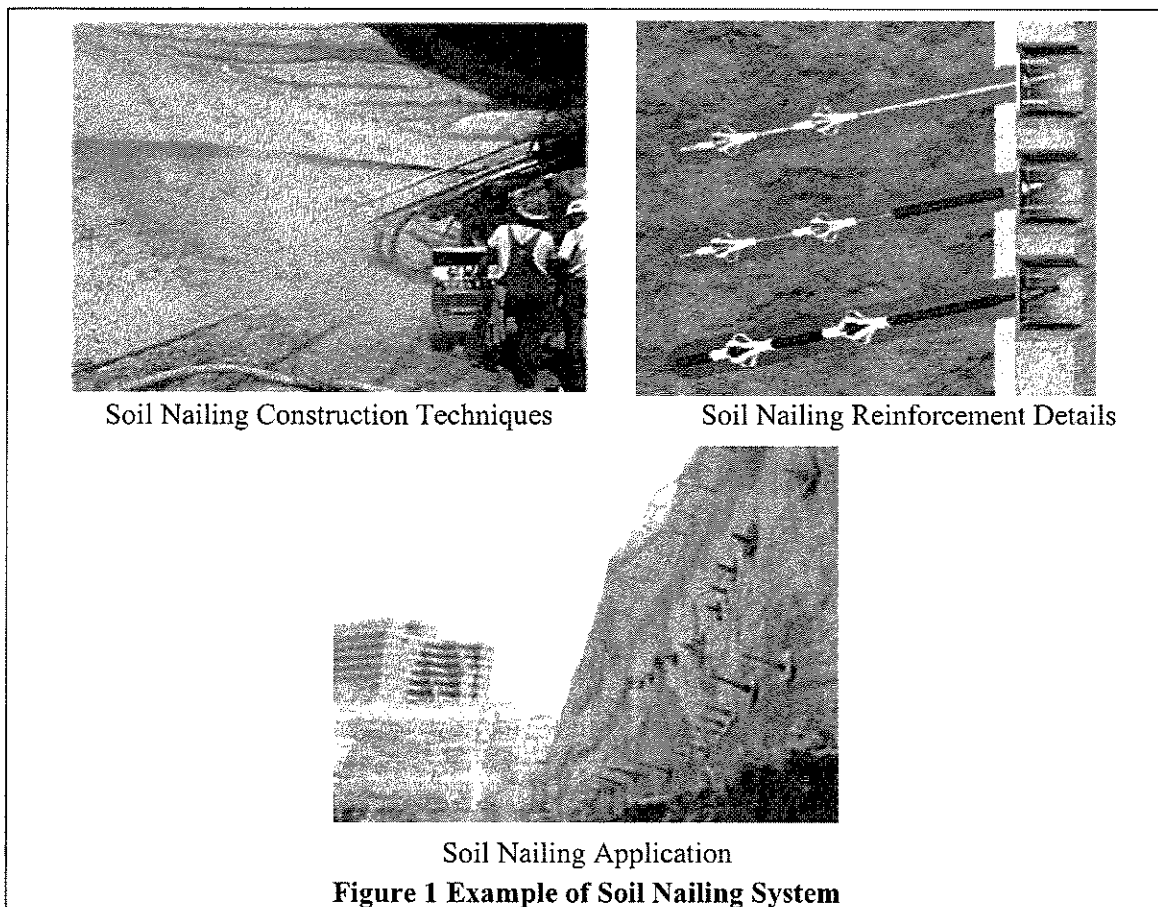 Soil Nailing Construction Techniques
Soil Nailing Reinforcement Details
Soil Nailing Application
Figure 1 Example of Soil Nailing System